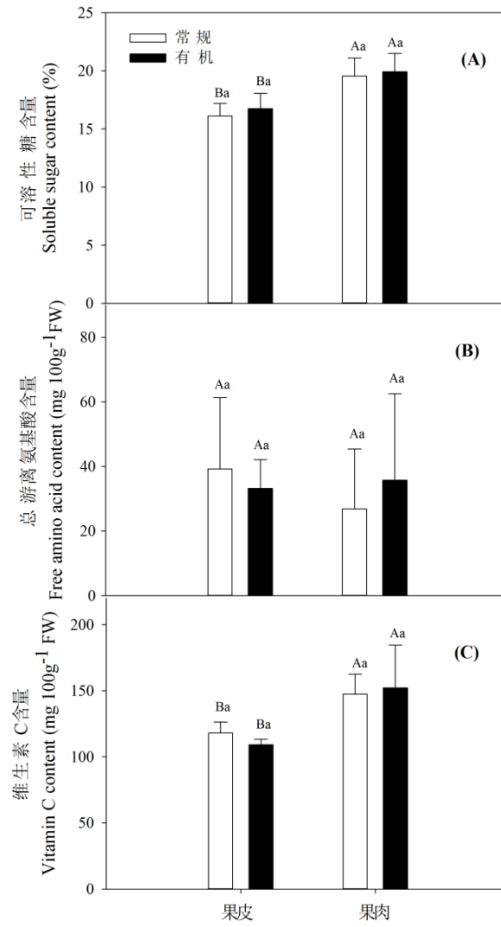 25
常 规
有 机
(A)
Aa
Aa
20
Ba
Ba
15
10
5
0
可 溶 性 糖 含量
Soluble sugar content (%)
80
(B)
Aa
Aa
60
Aa
Aa
40
20
0
总 游 离 氨 基 酸 含量
Free amino acid content (mg 100g-1FW)
200
Aa
Aa
(C)
150
Ba
Ba
100
50
0
维 生 素 C含量
Vitamin C content (mg 100g-1 FW)
果皮
果肉